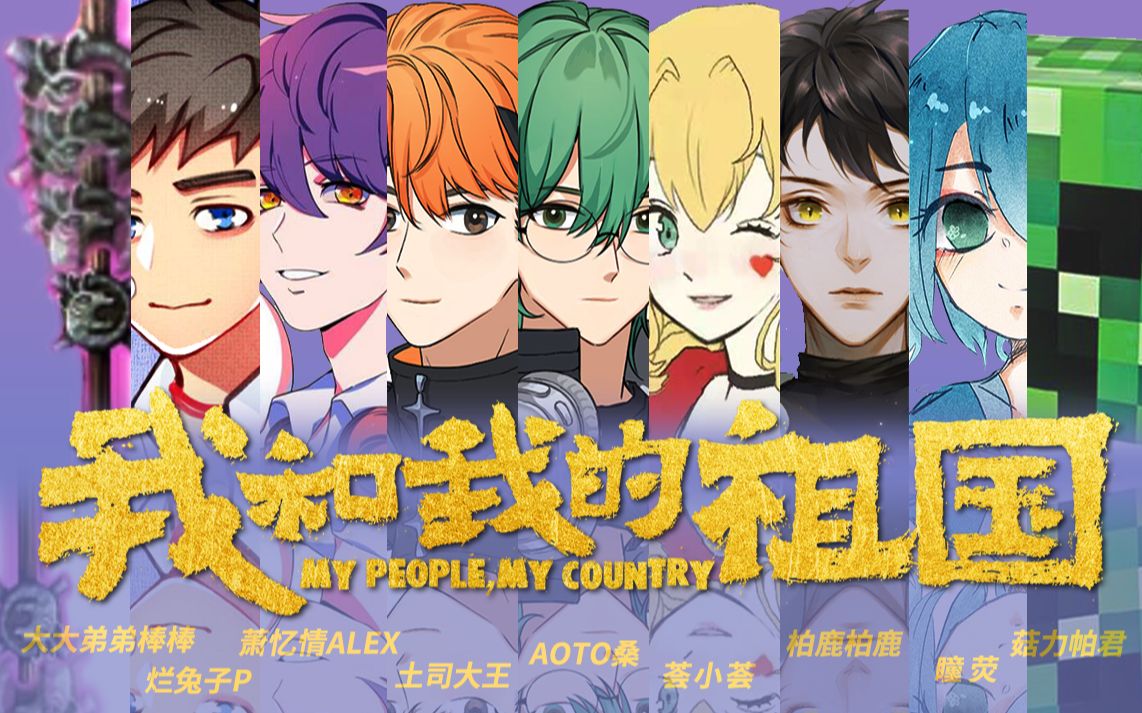 我和我的祖国
MY PEOPLE,MY COUNTRY
大大弟弟棒棒
烂兔子P
萧忆情ALEX
土司大王
AOTO桑
荟小荟
柏鹿柏鹿
瞳荧
菇力帕君